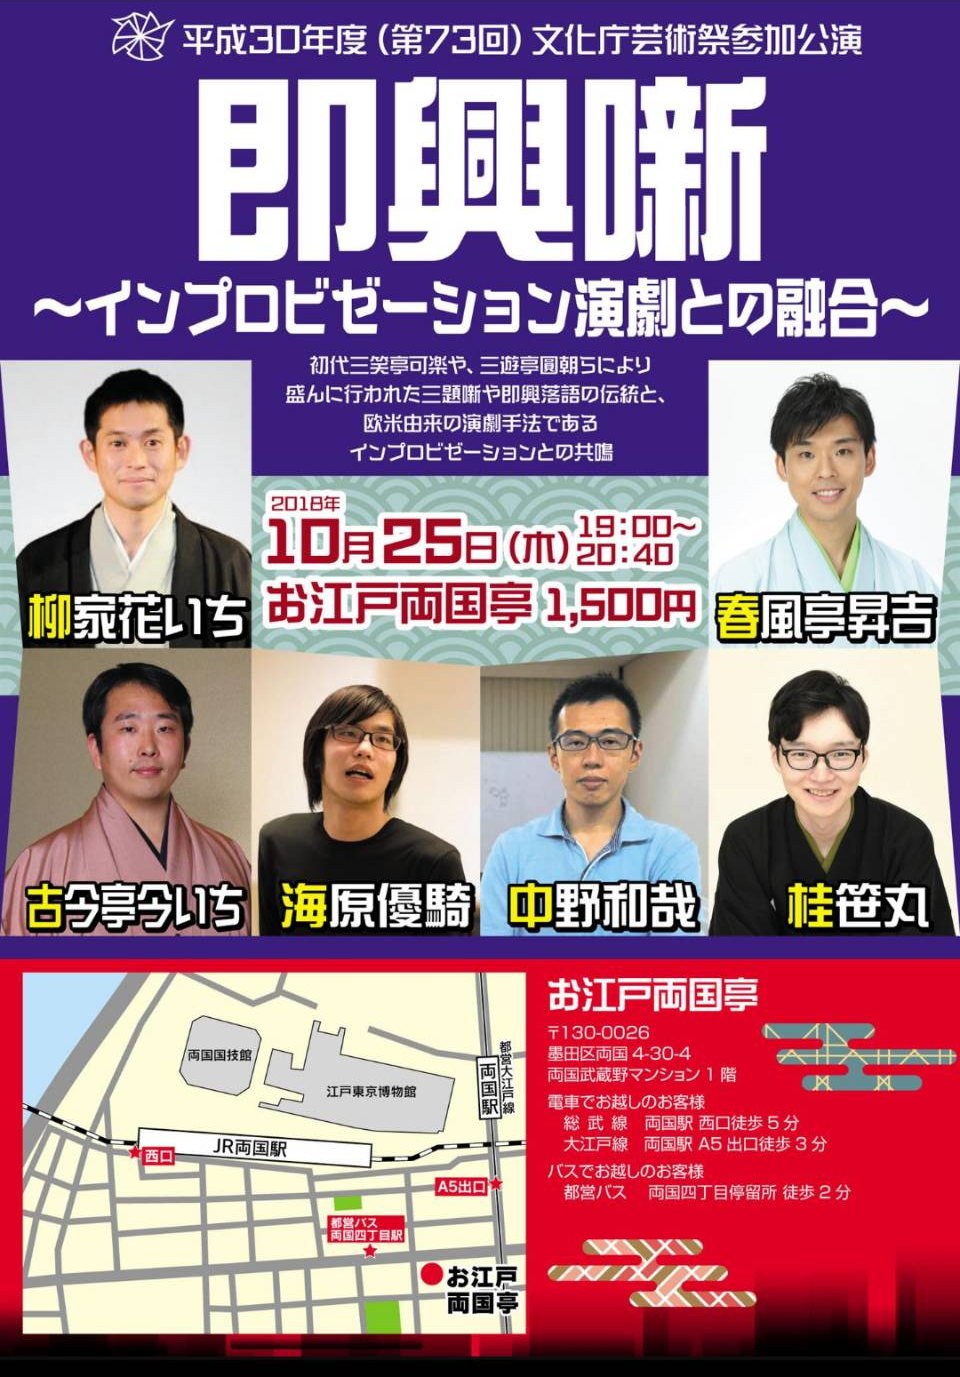 平成30年度（第73回）文化庁芸術祭参加公演
即興噺
～インプロビゼーション演劇との融合～
初代三笑亭可楽や、三遊亭圓朝らにより
盛んに行われた三題噺や即興落語の伝統と、
欧米由来の演劇手法である
インプロビゼーションとの共鳴
2018年
10月25日（木）19:00～
20:40
お江戸両国亭 1,500円
柳家花いち
春風亭昇吉
古今亭今いち
海原優騎
中野和哉
桂笹丸
両国国技館
江戸東京博物館
都営大江戸線
両国駅
JR両国駅
西口
A5出口
都営バス
両国四丁目駅
お江戸
両国亭
お江戸両国亭
〒130-0026
墨田区両国 4-30-4
両国武蔵野マンション 1 階
電車でお越しのお客様
総武線 両国駅 西口徒歩 5 分
大江戸線 両国駅 A5 出口徒歩 3 分
バスでお越しのお客様
都営バス 両国四丁目停留所 徒歩 2 分